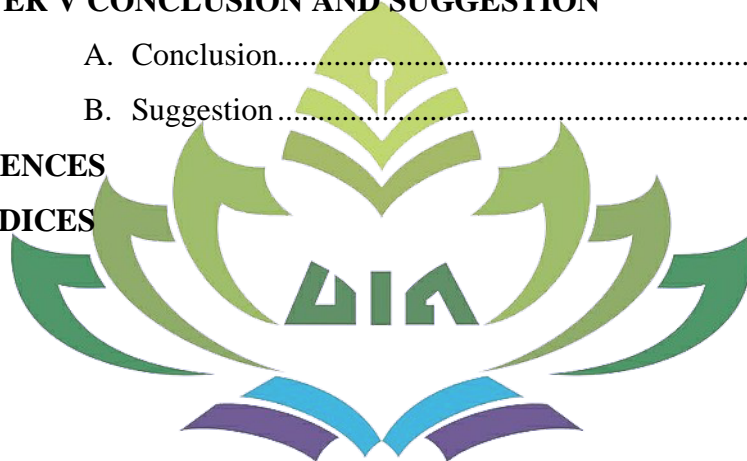 ER V CONCLUSION AND SUGGESTION
A. Conclusion..........................................................
B. Suggestion..........................................................
ENCES
DICES
UIN